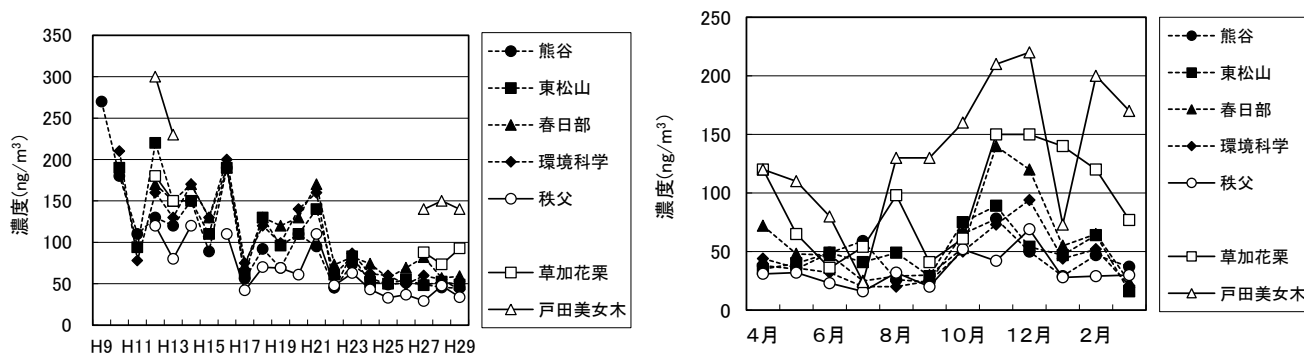 350
300
250
200
150
100
50
0
濃度(ng/m³)
H9 H11 H13 H15 H17 H19 H21 H23 H25 H27 H29
熊谷
東松山
春日部
環境科学
秩父
草加花栗
戸田美女木
250
200
150
100
50
0
濃度(ng/m³)
4月 6月 8月 10月 12月 2月
熊谷
東松山
春日部
環境科学
秩父
草加花栗
戸田美女木